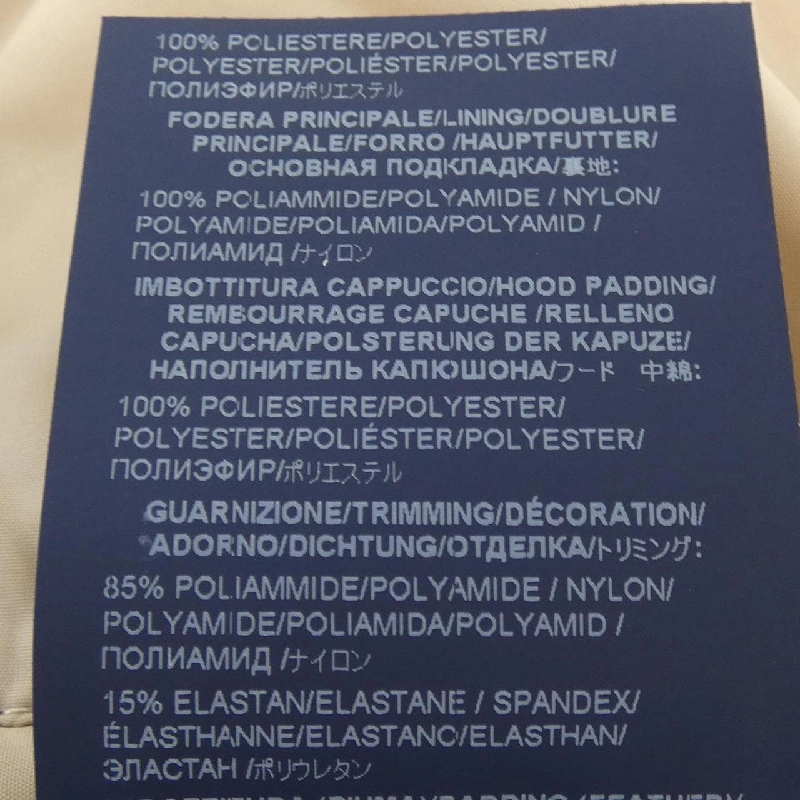 100% POLIESTERE/POLYESTER/
POLYESTER/POLIÉSTER/POLYESTER/
ПОЛИЭФИР/ポリエステル
FODERA PRINCIPALE/LINING/DOUBLURE
PRINCIPALE/FORRO /HAUPTFUTTER/
ОСНОВНАЯ ПОДКЛАДКА/裏地:
100% POLIAMMIDE/POLYAMIDE / NYLON/
POLYAMIDE/POLIAMIDA/POLYAMID /
ПОЛИАМИД /ナイロン
IMBOTTITURA CAPPUCCIO/HOOD PADDING/
REMBOURRAGE CAPUCHE /RELLENO
CAPUCHA/POLSTERUNG DER KAPUZE/
НАПОЛНИТЕЛЬ КАПЮШОНА/フード 中綿:
100% POLIESTERE/POLYESTER/
POLYESTER/POLIÉSTER/POLYESTER/
ПОЛИЭФИР/ポリエステル
GUARNIZIONE/TRIMMING/DÉCORATION/
ADORNO/DICHTUNG/ОТДЕЛКА/トリミング:
85% POLIAMMIDE/POLYAMIDE / NYLON/
POLYAMIDE/POLIAMIDA/POLYAMID /
ПОЛИАМИД /ナイロン
15% ELASTAN/ELASTANE / SPANDEX/
ÉLASTHANNE/ELASTANO/ELASTHAN/
ЭЛАСТАН /ポリウレタン